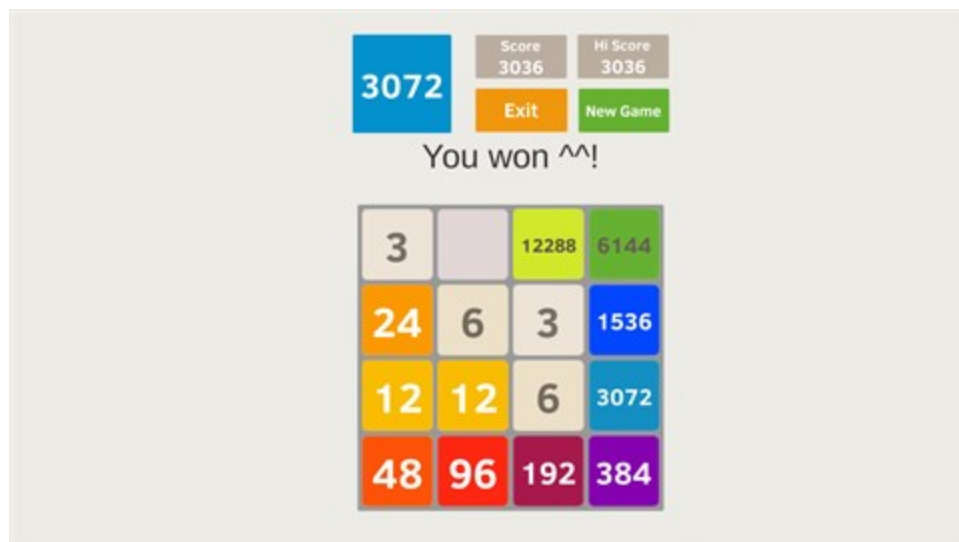 3072
Score
3036
Hi Score
3036
Exit
New Game
You won ^^!
3 12288 6144
24 6 3 1536
12 12 6 3072
48 96 192 384